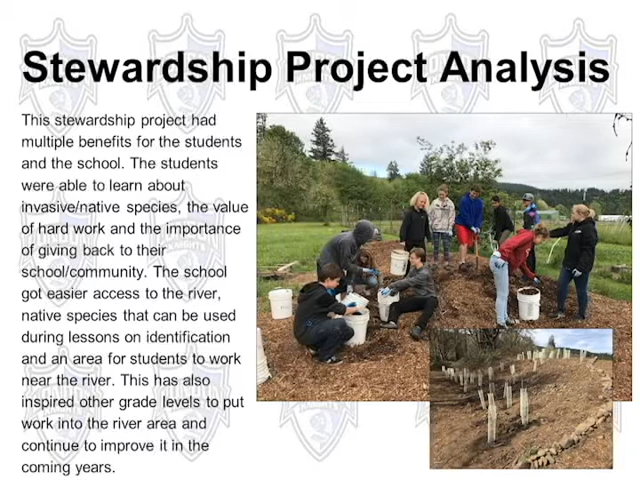 Stewardship Project Analysis
This stewardship project had
multiple benefits for the students
and the school. The students
were able to learn about
invasive/native species, the value
of hard work and the importance
of giving back to their
school/community. The school
got easier access to the river,
native species that can be used
during lessons on identification
and an area for students to work
near the river. This has also
inspired other grade levels to put
work into the river area and
continue to improve it in the
coming years.